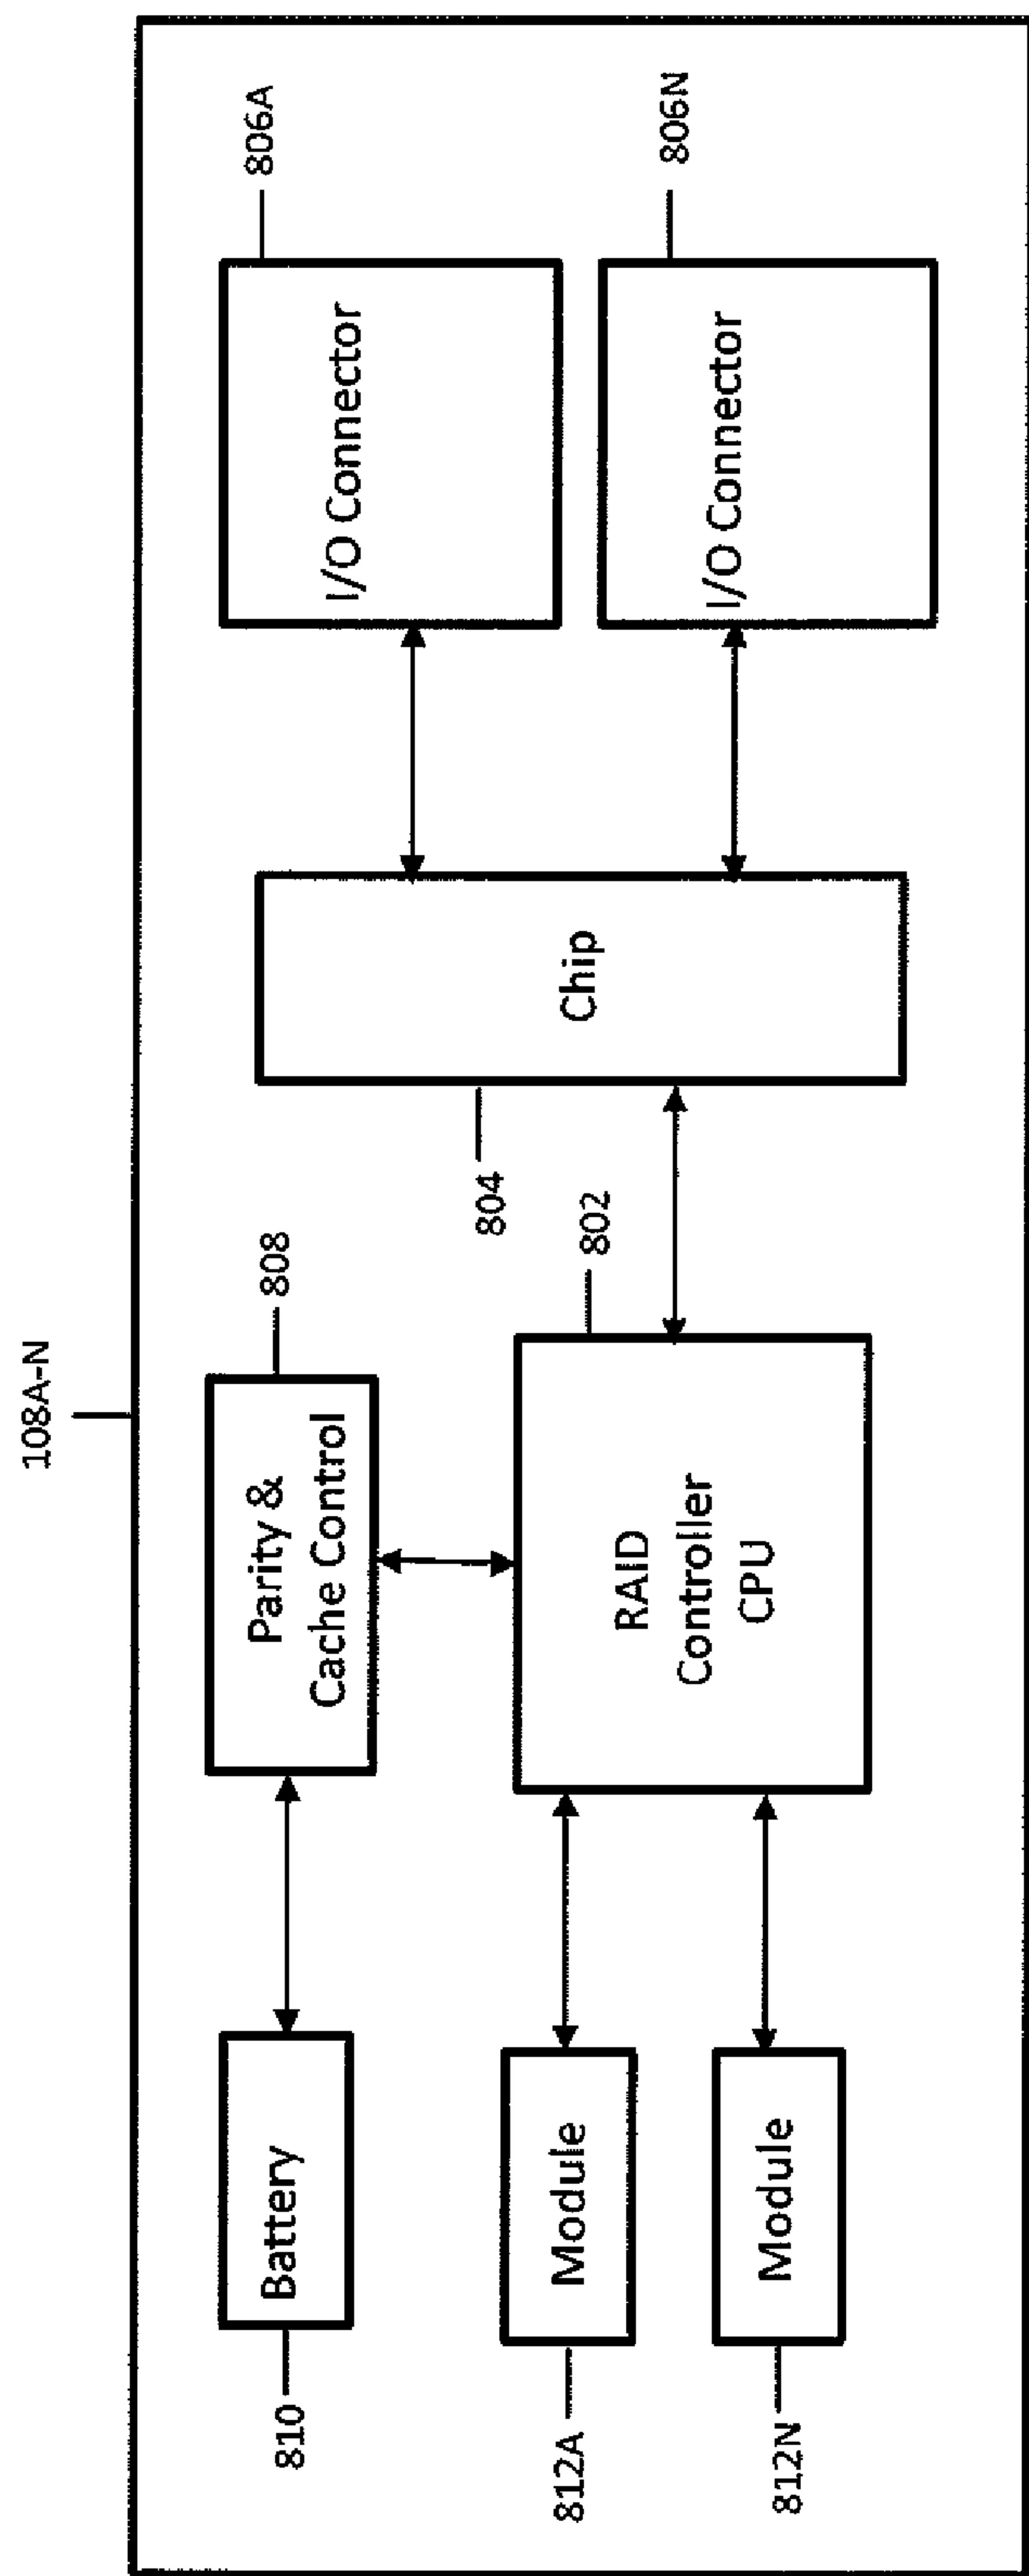 108A-N
810
Battery
Parity &
Cache Control
808
806A
I/O Connector
804
Chip
812A
Module
RAID
Controller
CPU
802
812N
Module
I/O Connector
806N